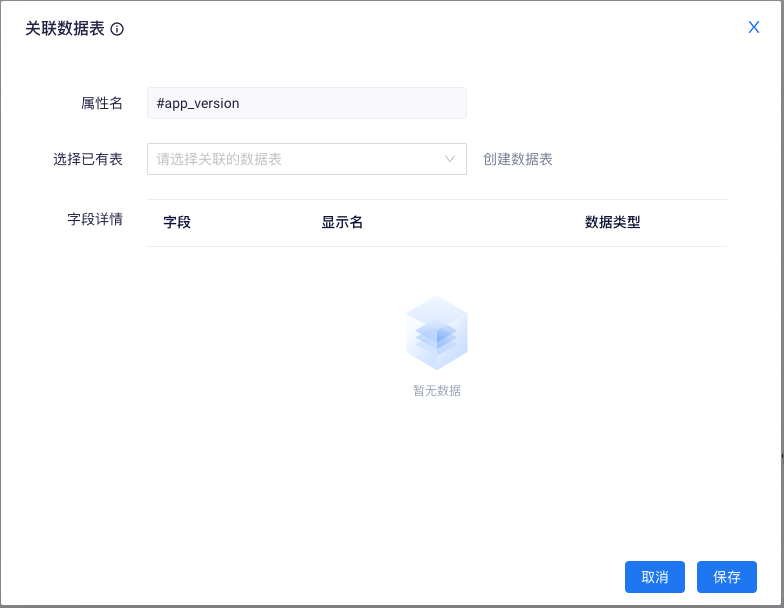 关联数据表
属性名 #app_version
选择已有表 请选择关联的数据表 创建数据表
字段详情 字段 显示名 数据类型
暂无数据
取消 保存